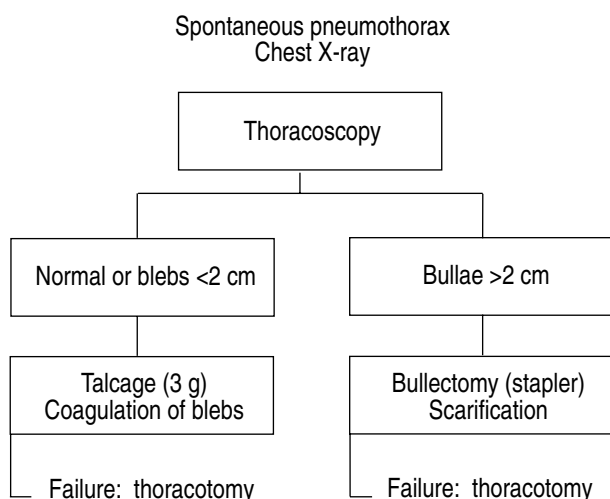 Spontaneous pneumothorax
Chest X-ray
Thoracoscopy
Normal or blebs <2 cm
Bullae >2 cm
Talcage (3 g)
Coagulation of blebs
Bullectomy (stapler)
Scarification
Failure: thoracotomy
Failure: thoracotomy